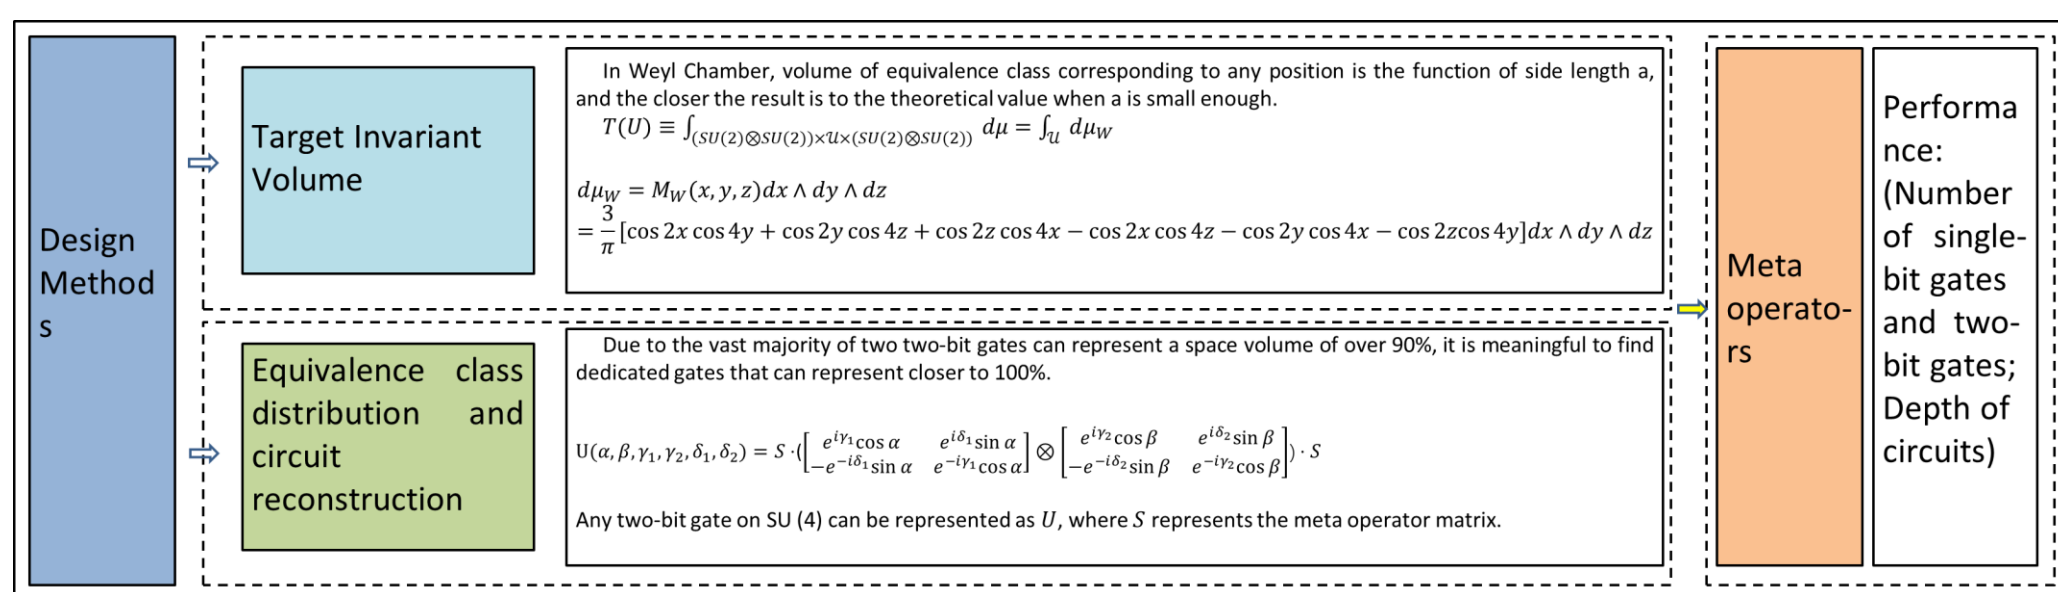 Design
Method
s
Target Invariant
Volume
In Weyl Chamber, volume of equivalence class corresponding to any position is the function of side length a,
and the closer the result is to the theoretical value when a is small enough.
T(U) ≡ ∫_{(SU(2)⊗SU(2))×𝒰×(SU(2)⊗SU(2))} dμ = ∫_𝒰 dμ_W
dμ_W = M_W(x, y, z)dx ∧ dy ∧ dz
= 3/π [cos 2x cos 4y + cos 2y cos 4z + cos 2z cos 4x − cos 2x cos 4z − cos 2y cos 4x − cos 2zcos 4y]dx ∧ dy ∧ dz
Equivalence class
distribution and
circuit
reconstruction
Due to the vast majority of two two-bit gates can represent a space volume of over 90%, it is meaningful to find
dedicated gates that can represent closer to 100%.
U(α, β, γ₁, γ₂, δ₁, δ₂) = S ·([e^{iγ₁}cos α e^{iδ₁}sin α; −e^{−iδ₁}sin α e^{−iγ₁}cos α] ⊗ [e^{iγ₂}cos β e^{iδ₂}sin β; −e^{−iδ₂}sin β e^{−iγ₂}cos β]) · S
Any two-bit gate on SU (4) can be represented as U, where S represents the meta operator matrix.
Meta
operato-
rs
Performa
nce:
(Number
of single-
bit gates
and two-
bit gates;
Depth of
circuits)